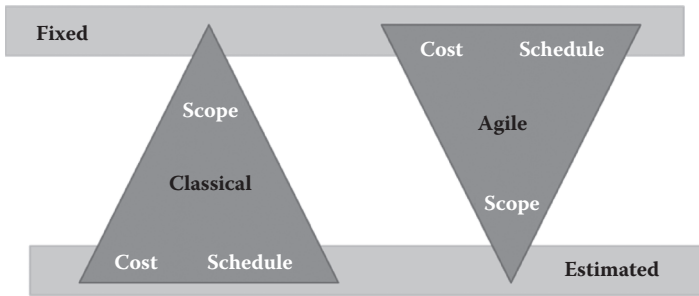 Fixed
Cost Schedule
Scope
Agile
Classical
Scope
Cost Schedule
Estimated